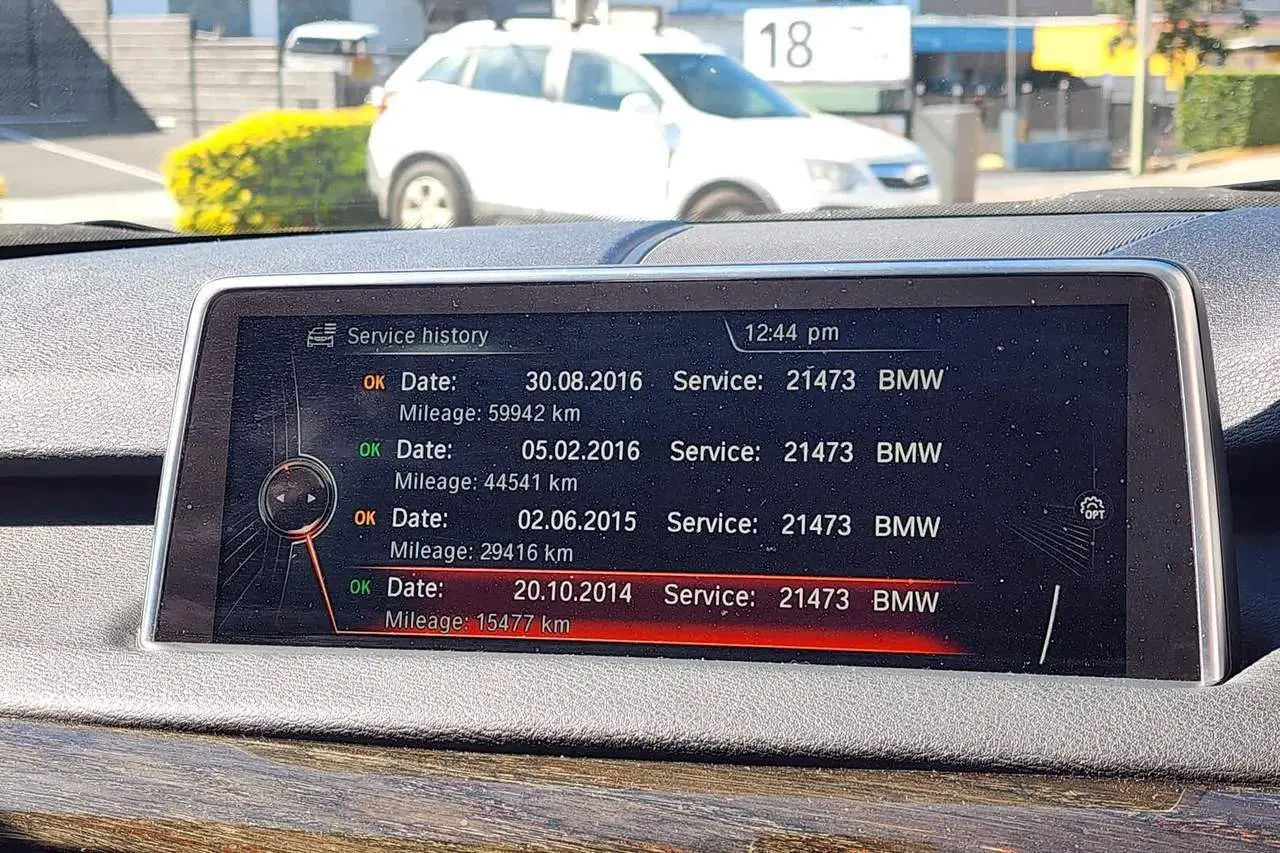 18
Service history 12:44 pm
OK Date: 30.08.2016 Service: 21473 BMW
Mileage: 59942 km
OK Date: 05.02.2016 Service: 21473 BMW
Mileage: 44541 km
OK Date: 02.06.2015 Service: 21473 BMW
Mileage: 29416 km
OPT
OK Date: 20.10.2014 Service: 21473 BMW
Mileage: 15477 km